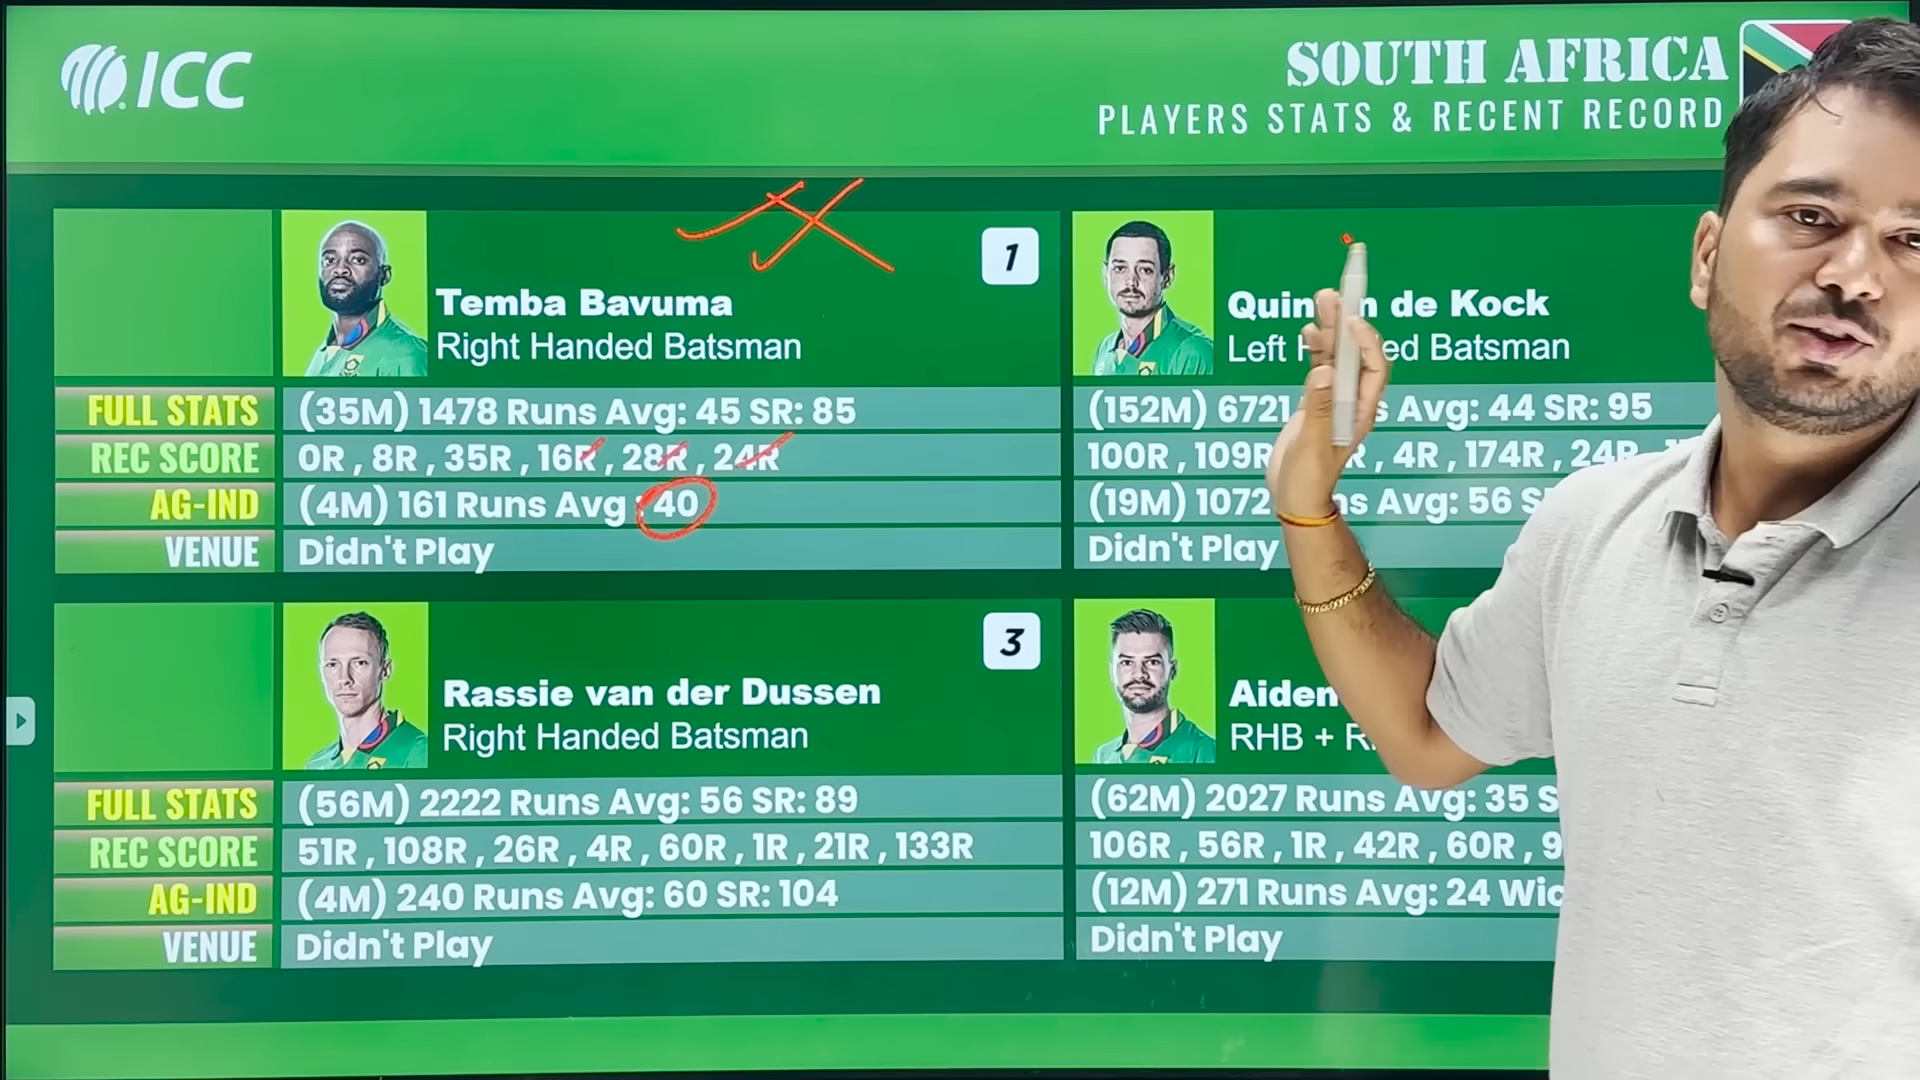 ICC
SOUTH AFRICA
PLAYERS STATS & RECENT RECORD
1
Temba Bavuma
Right Handed Batsman
FULL STATS (35M) 1478 Runs Avg: 45 SR: 85
REC SCORE 0R , 8R , 35R , 16R , 28R , 24R
AG-IND (4M) 161 Runs Avg : 40
VENUE Didn't Play
de Kock
Left Batsman
(152M) 6721 Avg: 44 SR: 95
100R , 109R , 4R , 174R , 24R
(19M) 1072 Avg: 56
Didn't Play
3
Rassie van der Dussen
Right Handed Batsman
FULL STATS (56M) 2222 Runs Avg: 56 SR: 89
REC SCORE 51R , 108R , 26R , 4R , 60R , 1R , 21R , 133R
AG-IND (4M) 240 Runs Avg: 60 SR: 104
VENUE Didn't Play
Aiden
RHB +
(62M) 2027 Runs Avg: 35
106R , 56R , 1R , 42R , 60R ,
(12M) 271 Runs Avg: 24
Didn't Play